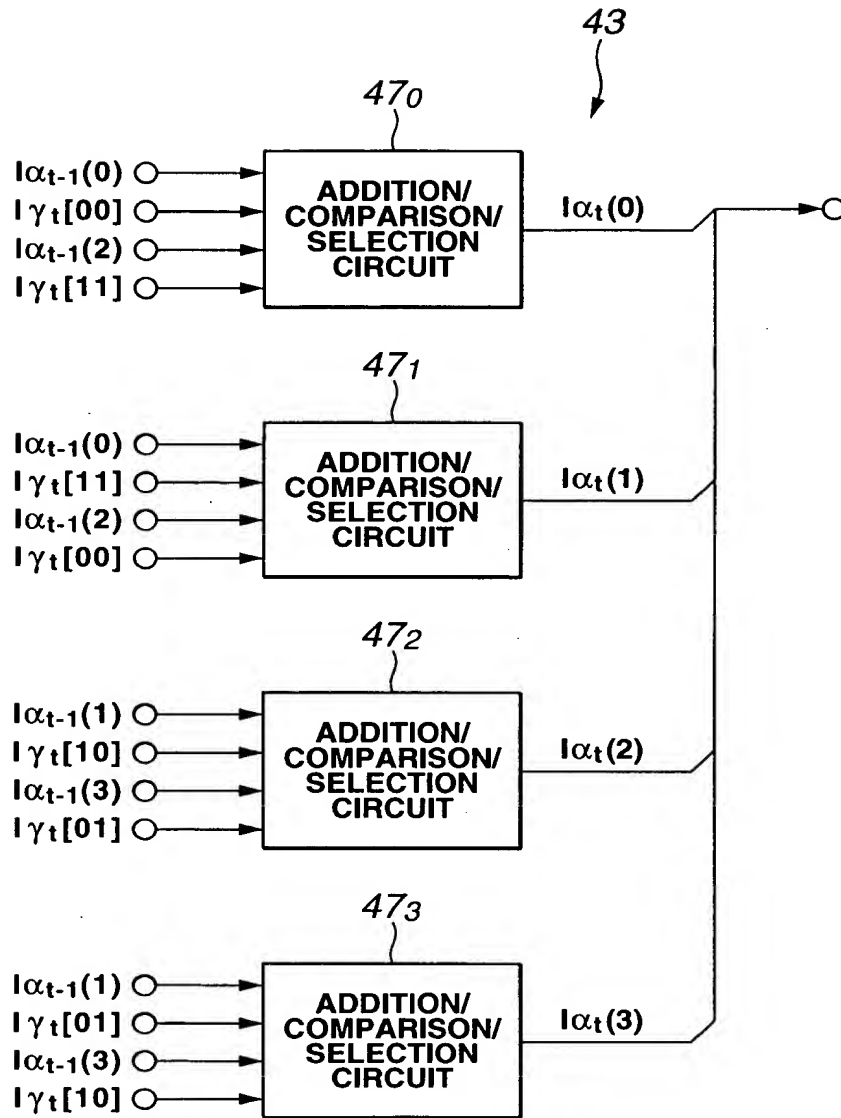 43
47₀
Iαt-1(0)
Iγt[00]
Iαt-1(2)
Iγt[11]
ADDITION/
COMPARISON/
SELECTION
CIRCUIT
Iαt(0)
47₁
Iαt-1(0)
Iγt[11]
Iαt-1(2)
Iγt[00]
ADDITION/
COMPARISON/
SELECTION
CIRCUIT
Iαt(1)
47₂
Iαt-1(1)
Iγt[10]
Iαt-1(3)
Iγt[01]
ADDITION/
COMPARISON/
SELECTION
CIRCUIT
Iαt(2)
47₃
Iαt-1(1)
Iγt[01]
Iαt-1(3)
Iγt[10]
ADDITION/
COMPARISON/
SELECTION
CIRCUIT
Iαt(3)